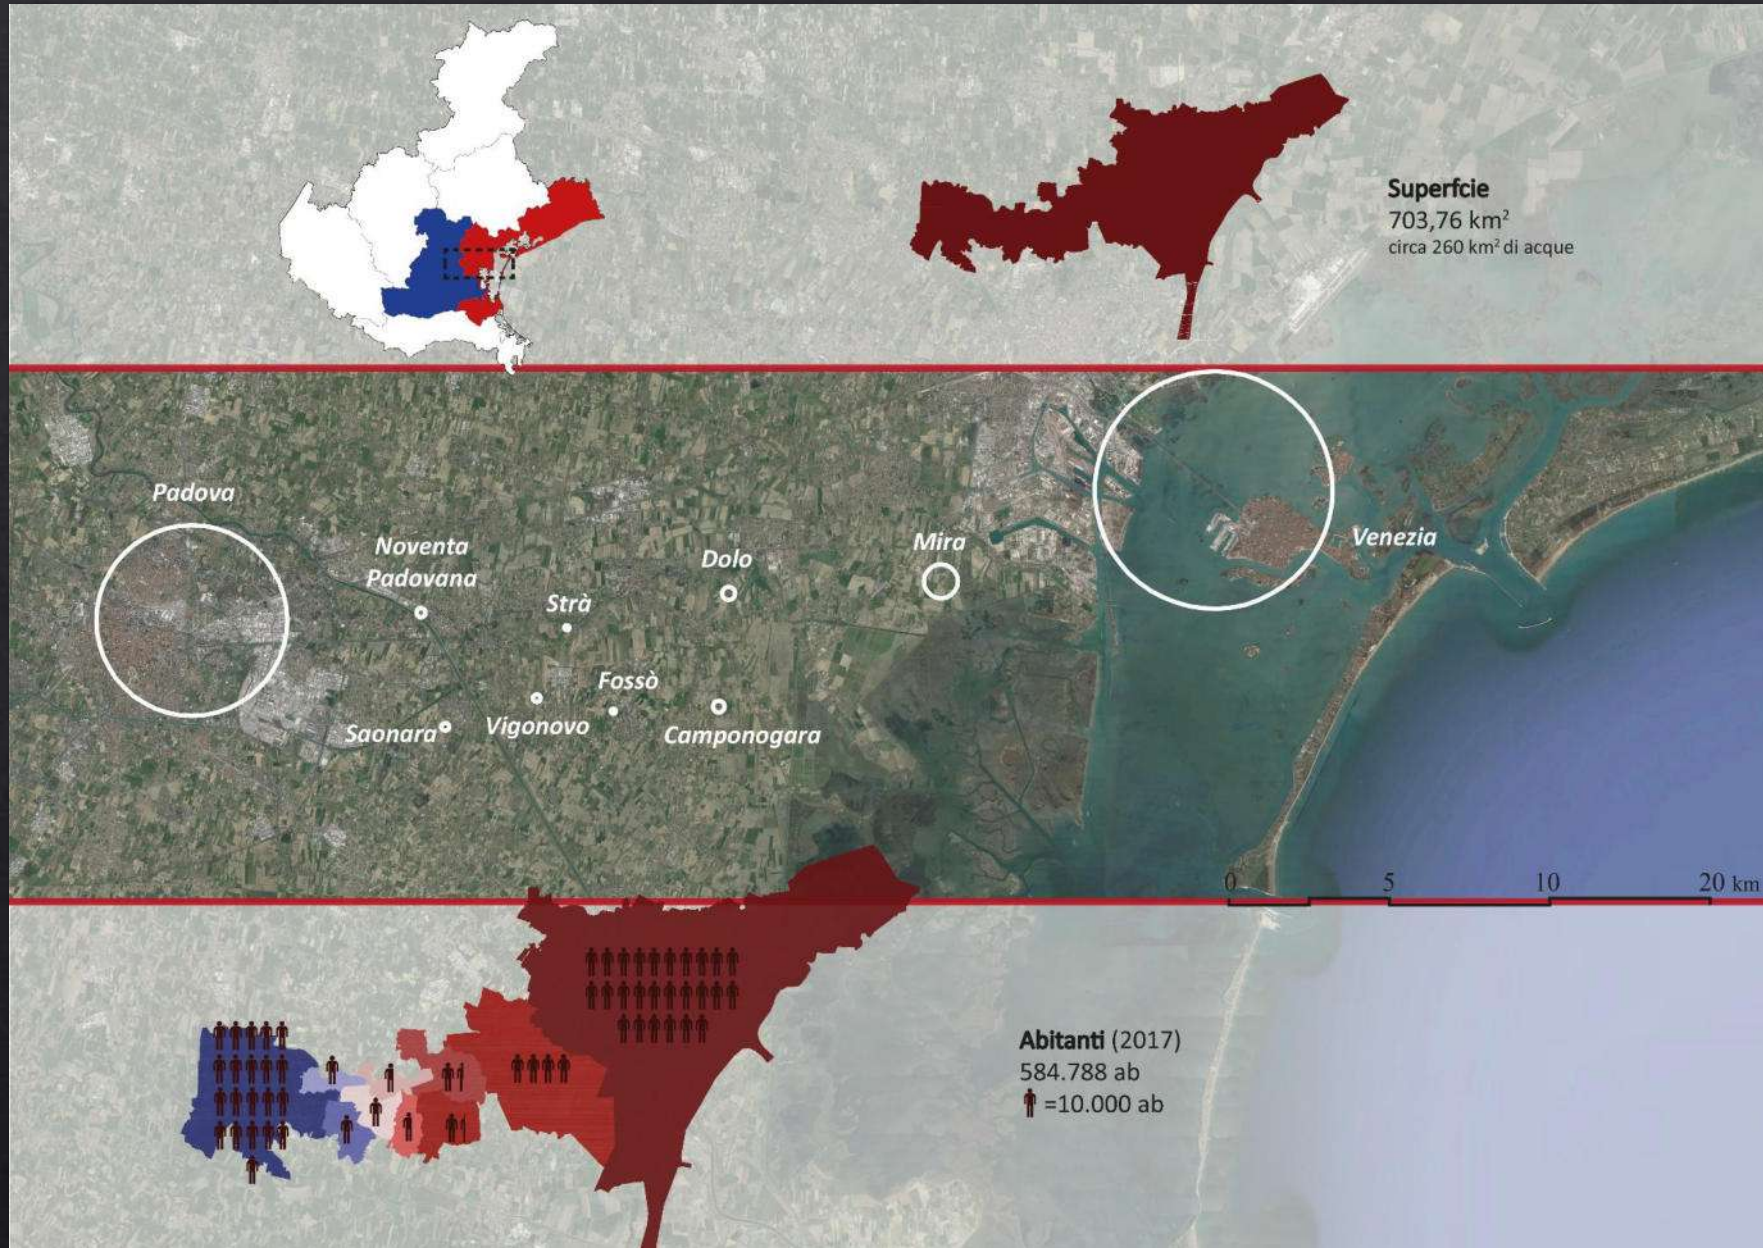 Superfcie
703,76 km²
circa 260 km² di acque
Padova
Noventa
Padovana
Strà
Dolo
Mira
Venezia
Saonara
Vigonovo
Fossò
Camponogara
0 5 10 20 km
Abitanti (2017)
584.788 ab
=10.000 ab